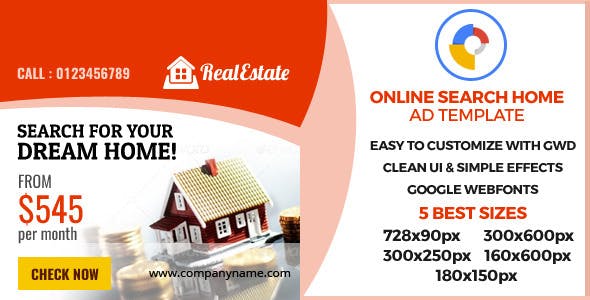 CALL : 0123456789
RealEstate
SEARCH FOR YOUR
DREAM HOME!
FROM
$545
per month
CHECK NOW
www.companyname.com
ONLINE SEARCH HOME
AD TEMPLATE
EASY TO CUSTOMIZE WITH GWD
CLEAN UI & SIMPLE EFFECTS
GOOGLE WEBFONTS
5 BEST SIZES
728x90px 300x600px
300x250px 160x600px
180x150px